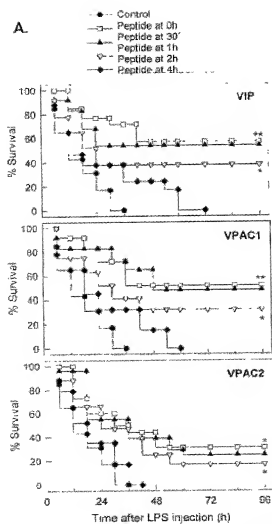 A.
Control
Peptide at 0h
Peptide at 30'
Peptide at 1h
Peptide at 2h
Peptide at 4h
VIP
100
80
60
40
20
0
% Survival
**
*
VPAC1
100
80
60
40
20
0
% Survival
**
*
VPAC2
100
80
60
40
20
0
% Survival
*
*
0 24 48 72 96
Time after LPS injection (h)